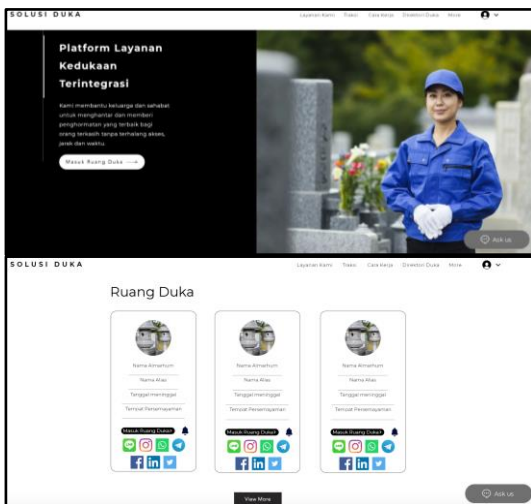 SOLUSI DUKA
Layanan Kami Traksi Cara Kerja Direktori Duka More
Platform Layanan
Kedukaan
Terintegrasi
Kami membantu keluarga dan sahabat
untuk menghantar dan memberi
penghormatan yang terbaik bagi
orang terkasih tanpa terhalang akses,
jarak dan waktu.
Masuk Ruang Duka
Ask us
SOLUSI DUKA
Layanan Kami Traksi Cara Kerja Direktori Duka More
Ruang Duka
Nama Almarhum Nama Almarhum Nama Almarhum
Nama Alias Nama Alias Nama Alias
Tanggal meninggal Tanggal meninggal Tanggal meninggal
Tempat Persemayaman Tempat Persemayaman Tempat Persemayaman
Masuk Ruang Duka Masuk Ruang Duka Masuk Ruang Duka
View More
Ask us